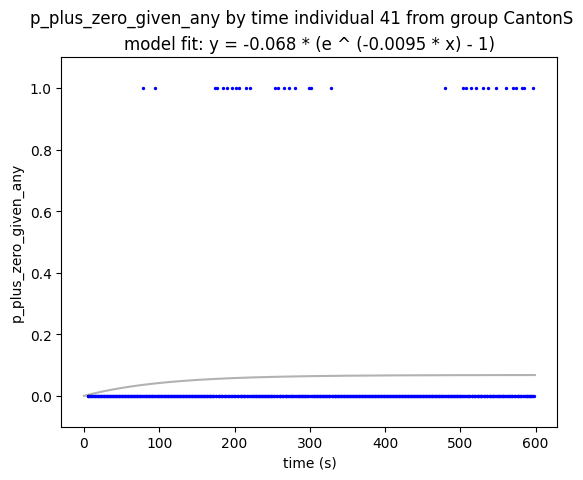 p_plus_zero_given_any by time individual 41 from group CantonS
model fit: y = -0.068 * (e ^ (-0.0095 * x) - 1)
1.0
0.8
0.6
0.4
0.2
0.0
p_plus_zero_given_any
0 100 200 300 400 500 600
time (s)